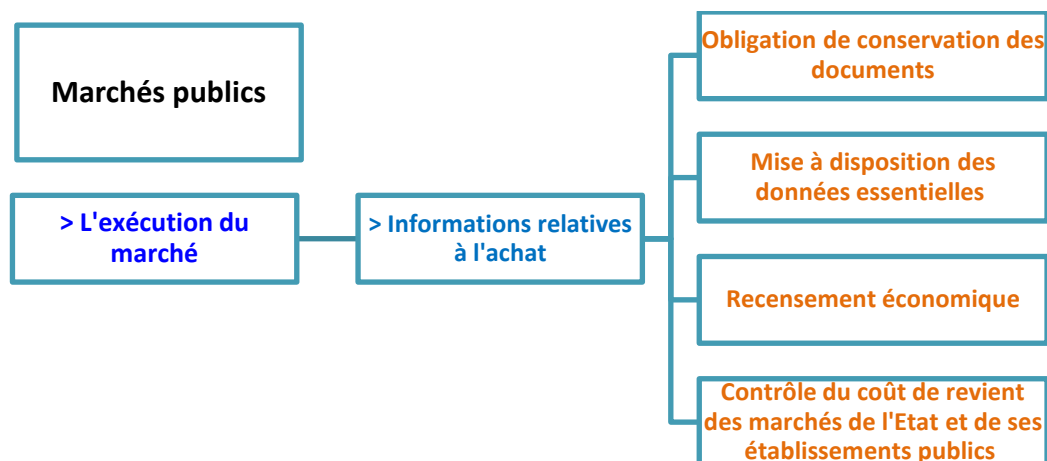 Marchés publics
> L'exécution du
marché
> Informations relatives
à l'achat
Obligation de conservation des
documents
Mise à disposition des
données essentielles
Recensement économique
Contrôle du coût de revient
des marchés de l'Etat et de ses
établissements publics